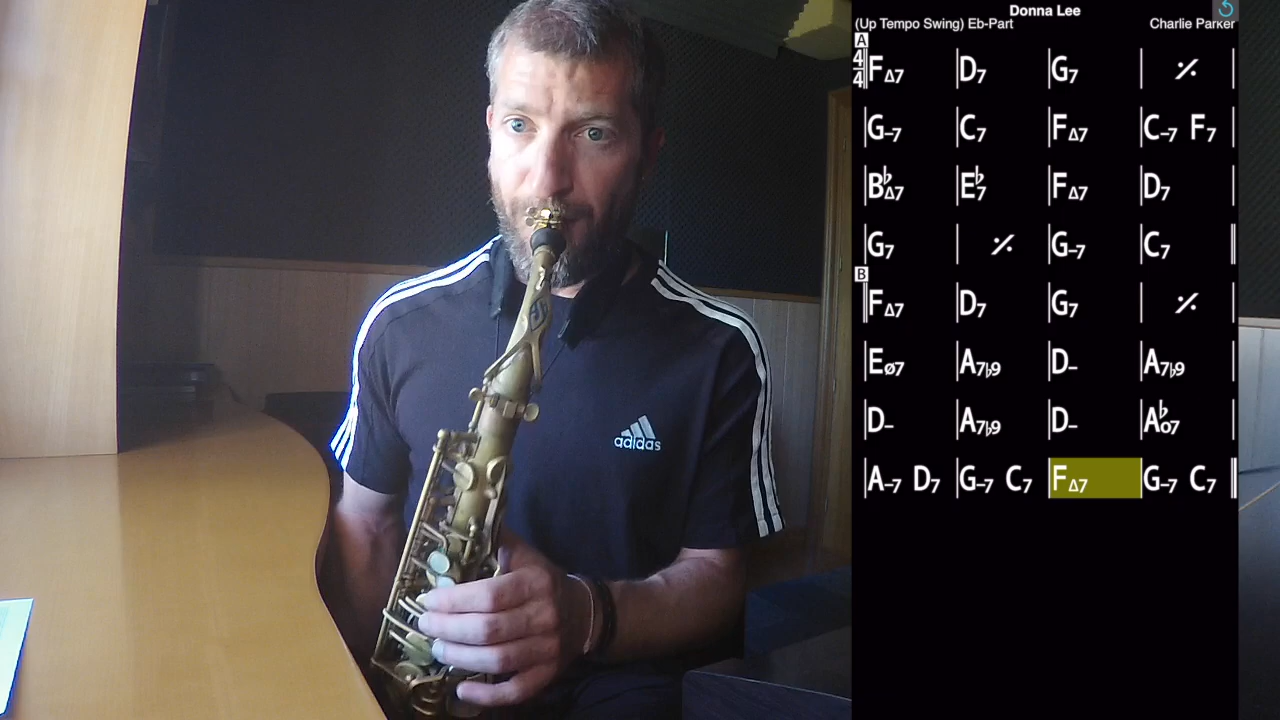 Donna Lee
(Up Tempo Swing) Eb-Part Charlie Parker
A
4/4 FΔ7 | D7 | G7 | 𝄎 |
G–7 | C7 | FΔ7 | C–7 F7 |
B♭Δ7 | E♭7 | FΔ7 | D7 |
G7 | 𝄎 | G–7 | C7 ||
B
FΔ7 | D7 | G7 | 𝄎 |
Eø7 | A7♭9 | D– | A7♭9 |
D– | A7♭9 | D– | A♭o7 |
A–7 D7 | G–7 C7 | FΔ7 | G–7 C7 ||
adidas